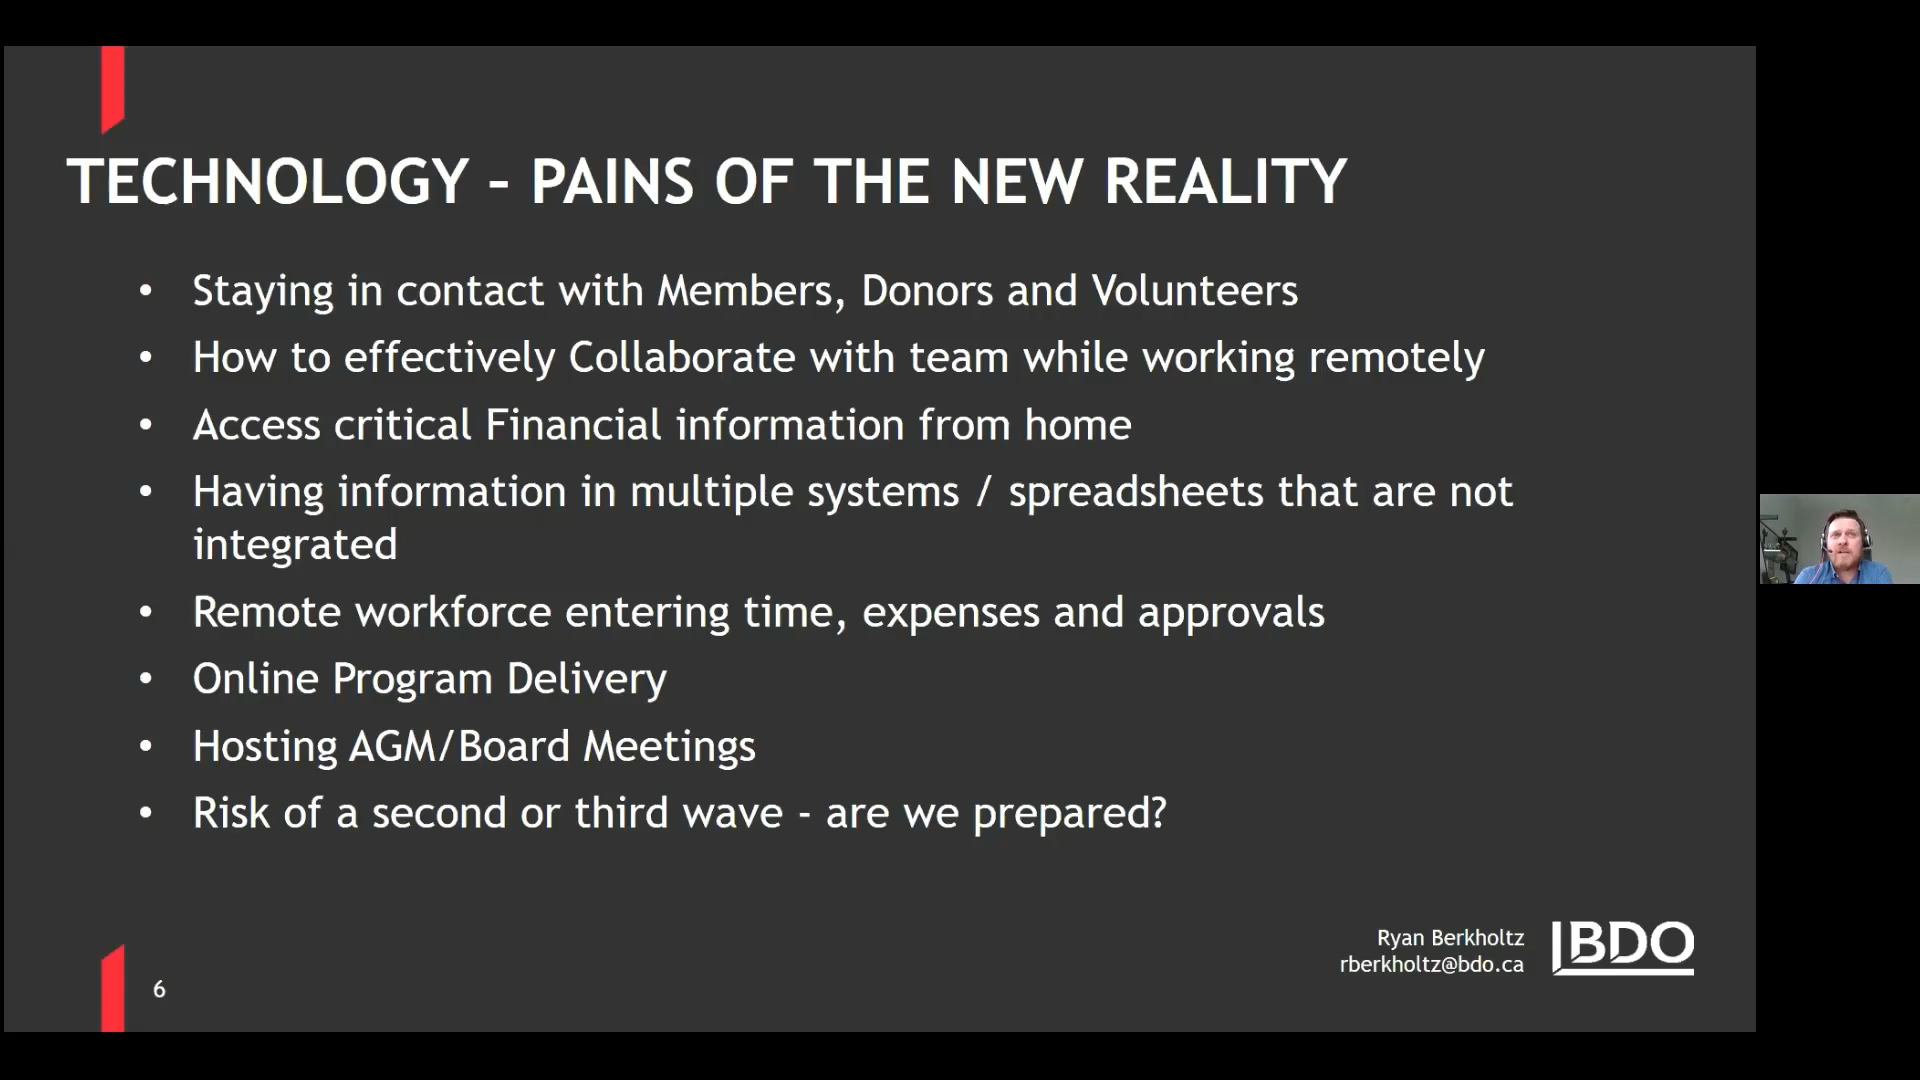 TECHNOLOGY – PAINS OF THE NEW REALITY
• Staying in contact with Members, Donors and Volunteers
• How to effectively Collaborate with team while working remotely
• Access critical Financial information from home
• Having information in multiple systems / spreadsheets that are not
integrated
• Remote workforce entering time, expenses and approvals
• Online Program Delivery
• Hosting AGM/Board Meetings
• Risk of a second or third wave - are we prepared?
Ryan Berkholtz
rberkholtz@bdo.ca
BDO
6